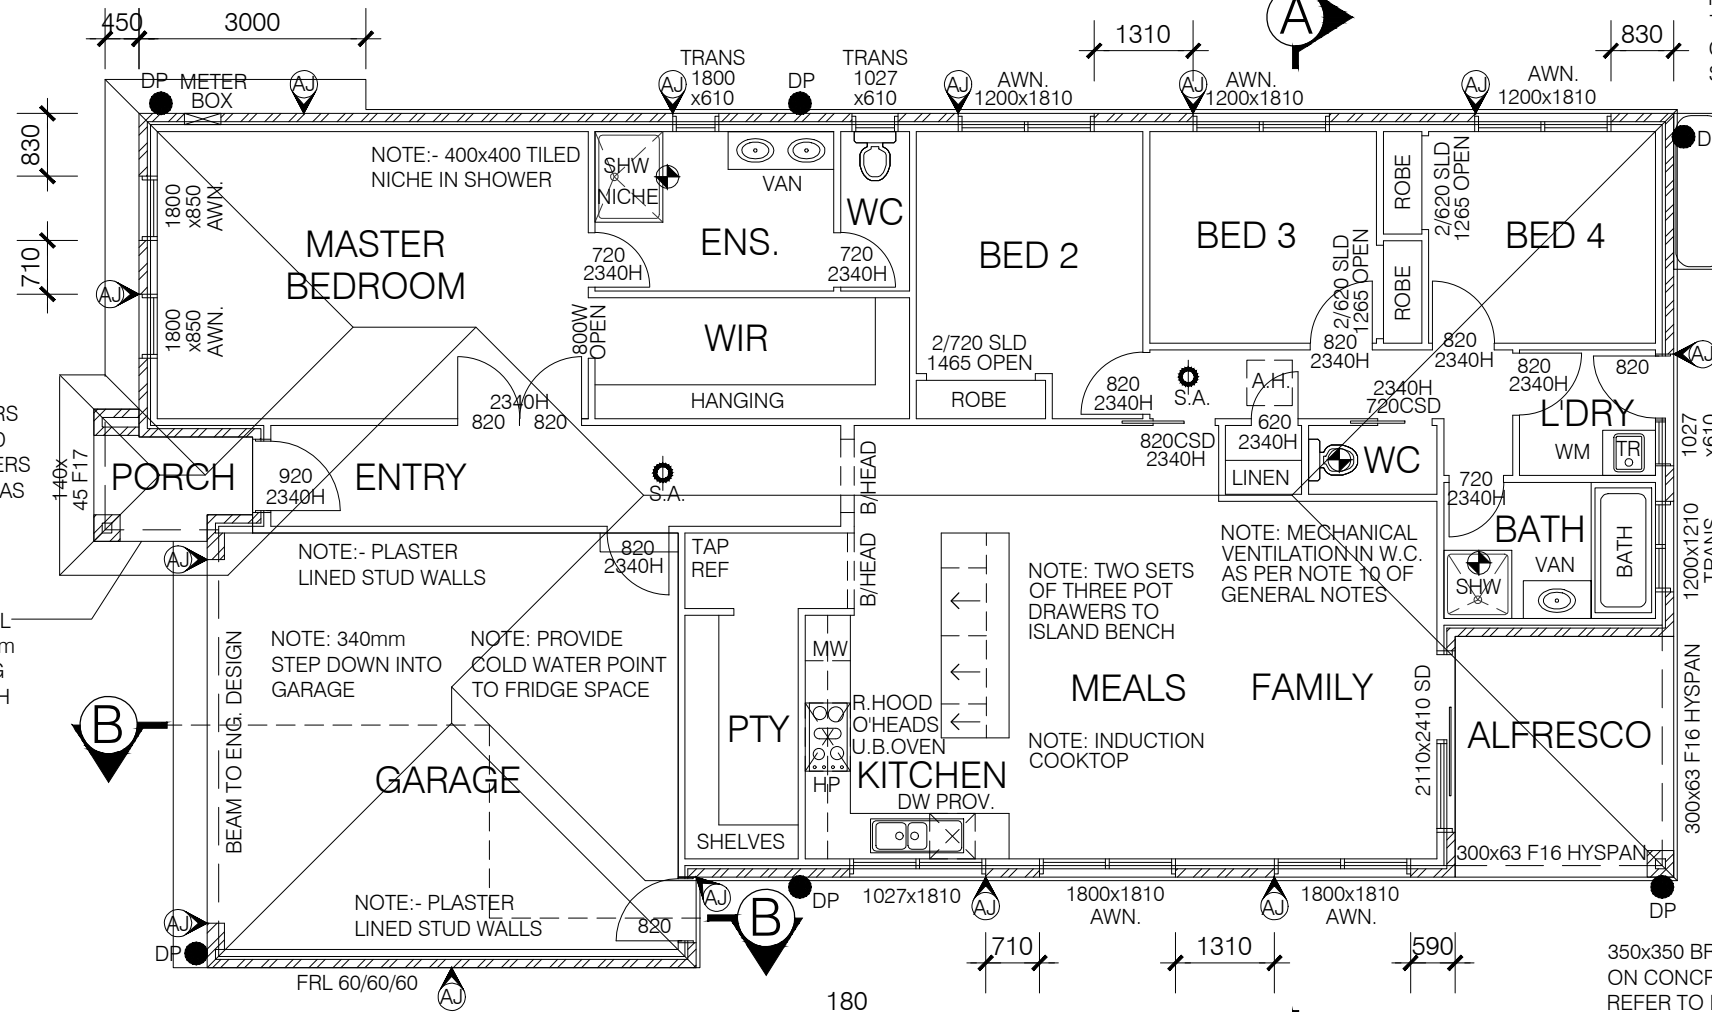 450
3000
A
1310
830
DP
METER
BOX
AJ
TRANS
1800
x610
AJ
DP
TRANS
1027
x610
AJ
AWN.
1200x1810
AJ
AWN.
1200x1810
AJ
AWN.
1200x1810
830
710
1800
x850
AWN.
1800
x850
AWN.
AJ
NOTE:- 400x400 TILED
NICHE IN SHOWER
MASTER
BEDROOM
SHW
NICHE
VAN
ENS.
720
2340H
WC
720
2340H
BED 2
BED 3
ROBE
ROBE
2/620 SLD
1265 OPEN
2/620 SLD
1265 OPEN
BED 4
800W
OPEN
WIR
HANGING
2/720 SLD
1465 OPEN
ROBE
820
2340H
S.A.
A.H.
820
2340H
820
2340H
820
2340H
820
AJ
2340H
820
820
2340H
720CSD
L'DRY
WM
TR
1027
x610
820CSD
2340H
620
2340H
LINEN
WC
720
2340H
BATH
BATH
VAN
SHW
1200x1210
TRANS
140x
45 F17
PORCH
920
2340H
ENTRY
S.A.
B/HEAD
B/HEAD
AJ
NOTE:- PLASTER
LINED STUD WALLS
820
2340H
TAP
REF
NOTE: TWO SETS
OF THREE POT
DRAWERS TO
ISLAND BENCH
NOTE: MECHANICAL
VENTILATION IN W.C.
AS PER NOTE 10 OF
GENERAL NOTES
BEAM TO ENG. DESIGN
NOTE: 340mm
STEP DOWN INTO
GARAGE
NOTE: PROVIDE
COLD WATER POINT
TO FRIDGE SPACE
MW
R.HOOD
O'HEADS
U.B.OVEN
HP
PTY
KITCHEN
DW PROV.
SHELVES
MEALS
FAMILY
NOTE: INDUCTION
COOKTOP
2110x2410 SD
ALFRESCO
300x63 F16 HYSPAN
300x63 F16 HYSPAN
B
GARAGE
NOTE:- PLASTER
LINED STUD WALLS
820
AJ
DP
FRL 60/60/60
AJ
AJ
B
DP
1027x1810
AJ
1800x1810
AWN.
AJ
1800x1810
AWN.
DP
710
1310
590
180
350x350 BR
ON CONCR
REFER TO